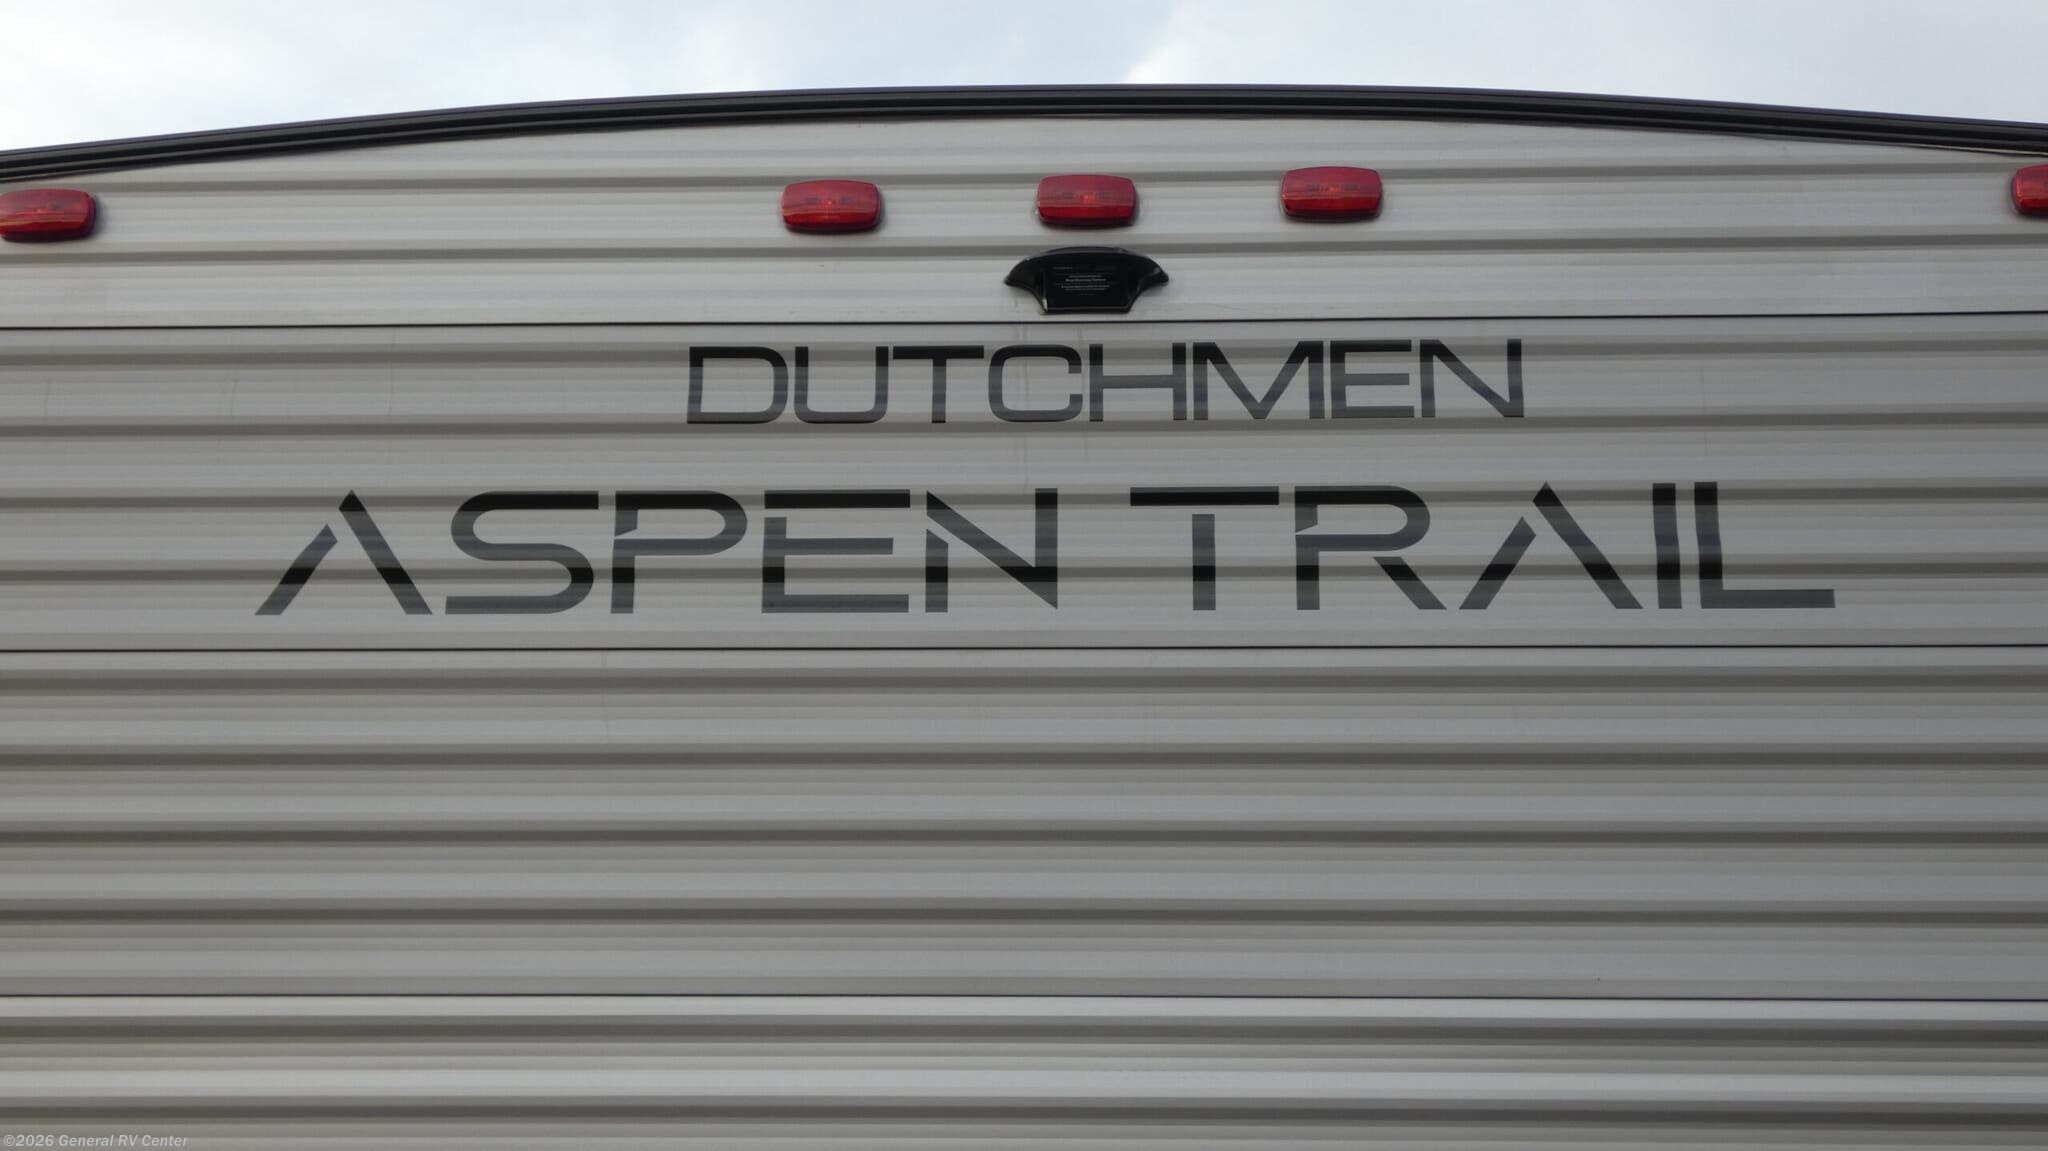 DUTCHMEN
ASPEN TRAIL
©2026 General RV Center